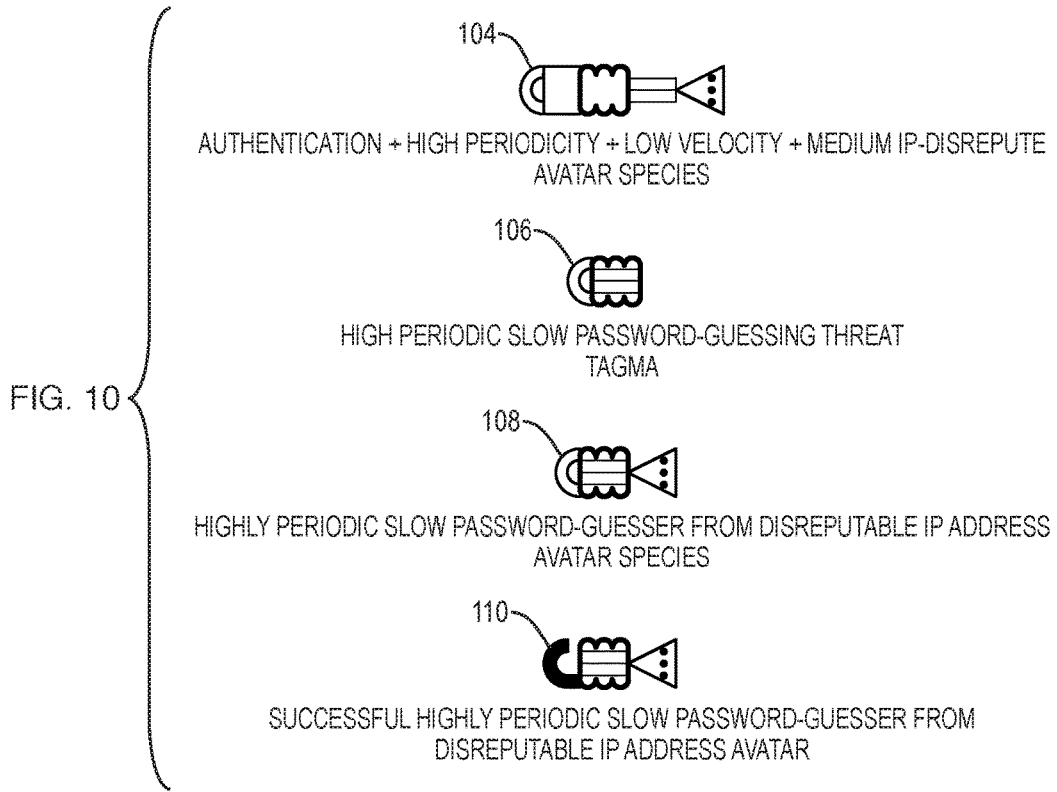 104
AUTHENTICATION + HIGH PERIODICITY + LOW VELOCITY + MEDIUM IP-DISREPUTE
AVATAR SPECIES
106
HIGH PERIODIC SLOW PASSWORD-GUESSING THREAT
TAGMA
FIG. 10
108
HIGHLY PERIODIC SLOW PASSWORD-GUESSER FROM DISREPUTABLE IP ADDRESS
AVATAR SPECIES
110
SUCCESSFUL HIGHLY PERIODIC SLOW PASSWORD-GUESSER FROM
DISREPUTABLE IP ADDRESS AVATAR